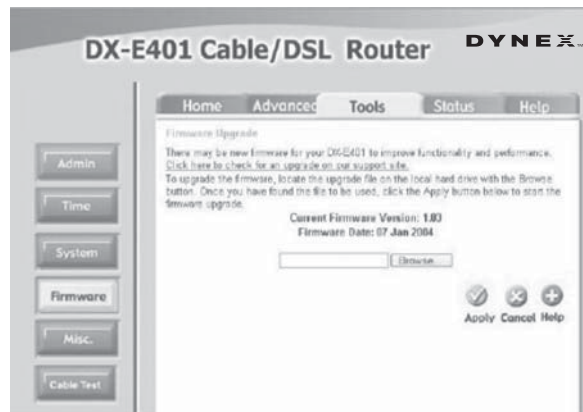 DX-E401 Cable/DSL Router
DYNEX
Home Advanced Tools Status Help
Firmware Upgrade
There may be new firmware for your DX-E401 to improve functionality and performance.
Click here to check for an upgrade on our support site.
To upgrade the firmware, locate the upgrade file on the local hard drive with the Browse
button. Once you have found the file to be used, click the Apply button below to start the
firmware upgrade.
Current Firmware Version: 1.03
Firmware Date: 07 Jan 2004
Browse...
Apply Cancel Help
Admin
Time
System
Firmware
Misc.
Cable Test